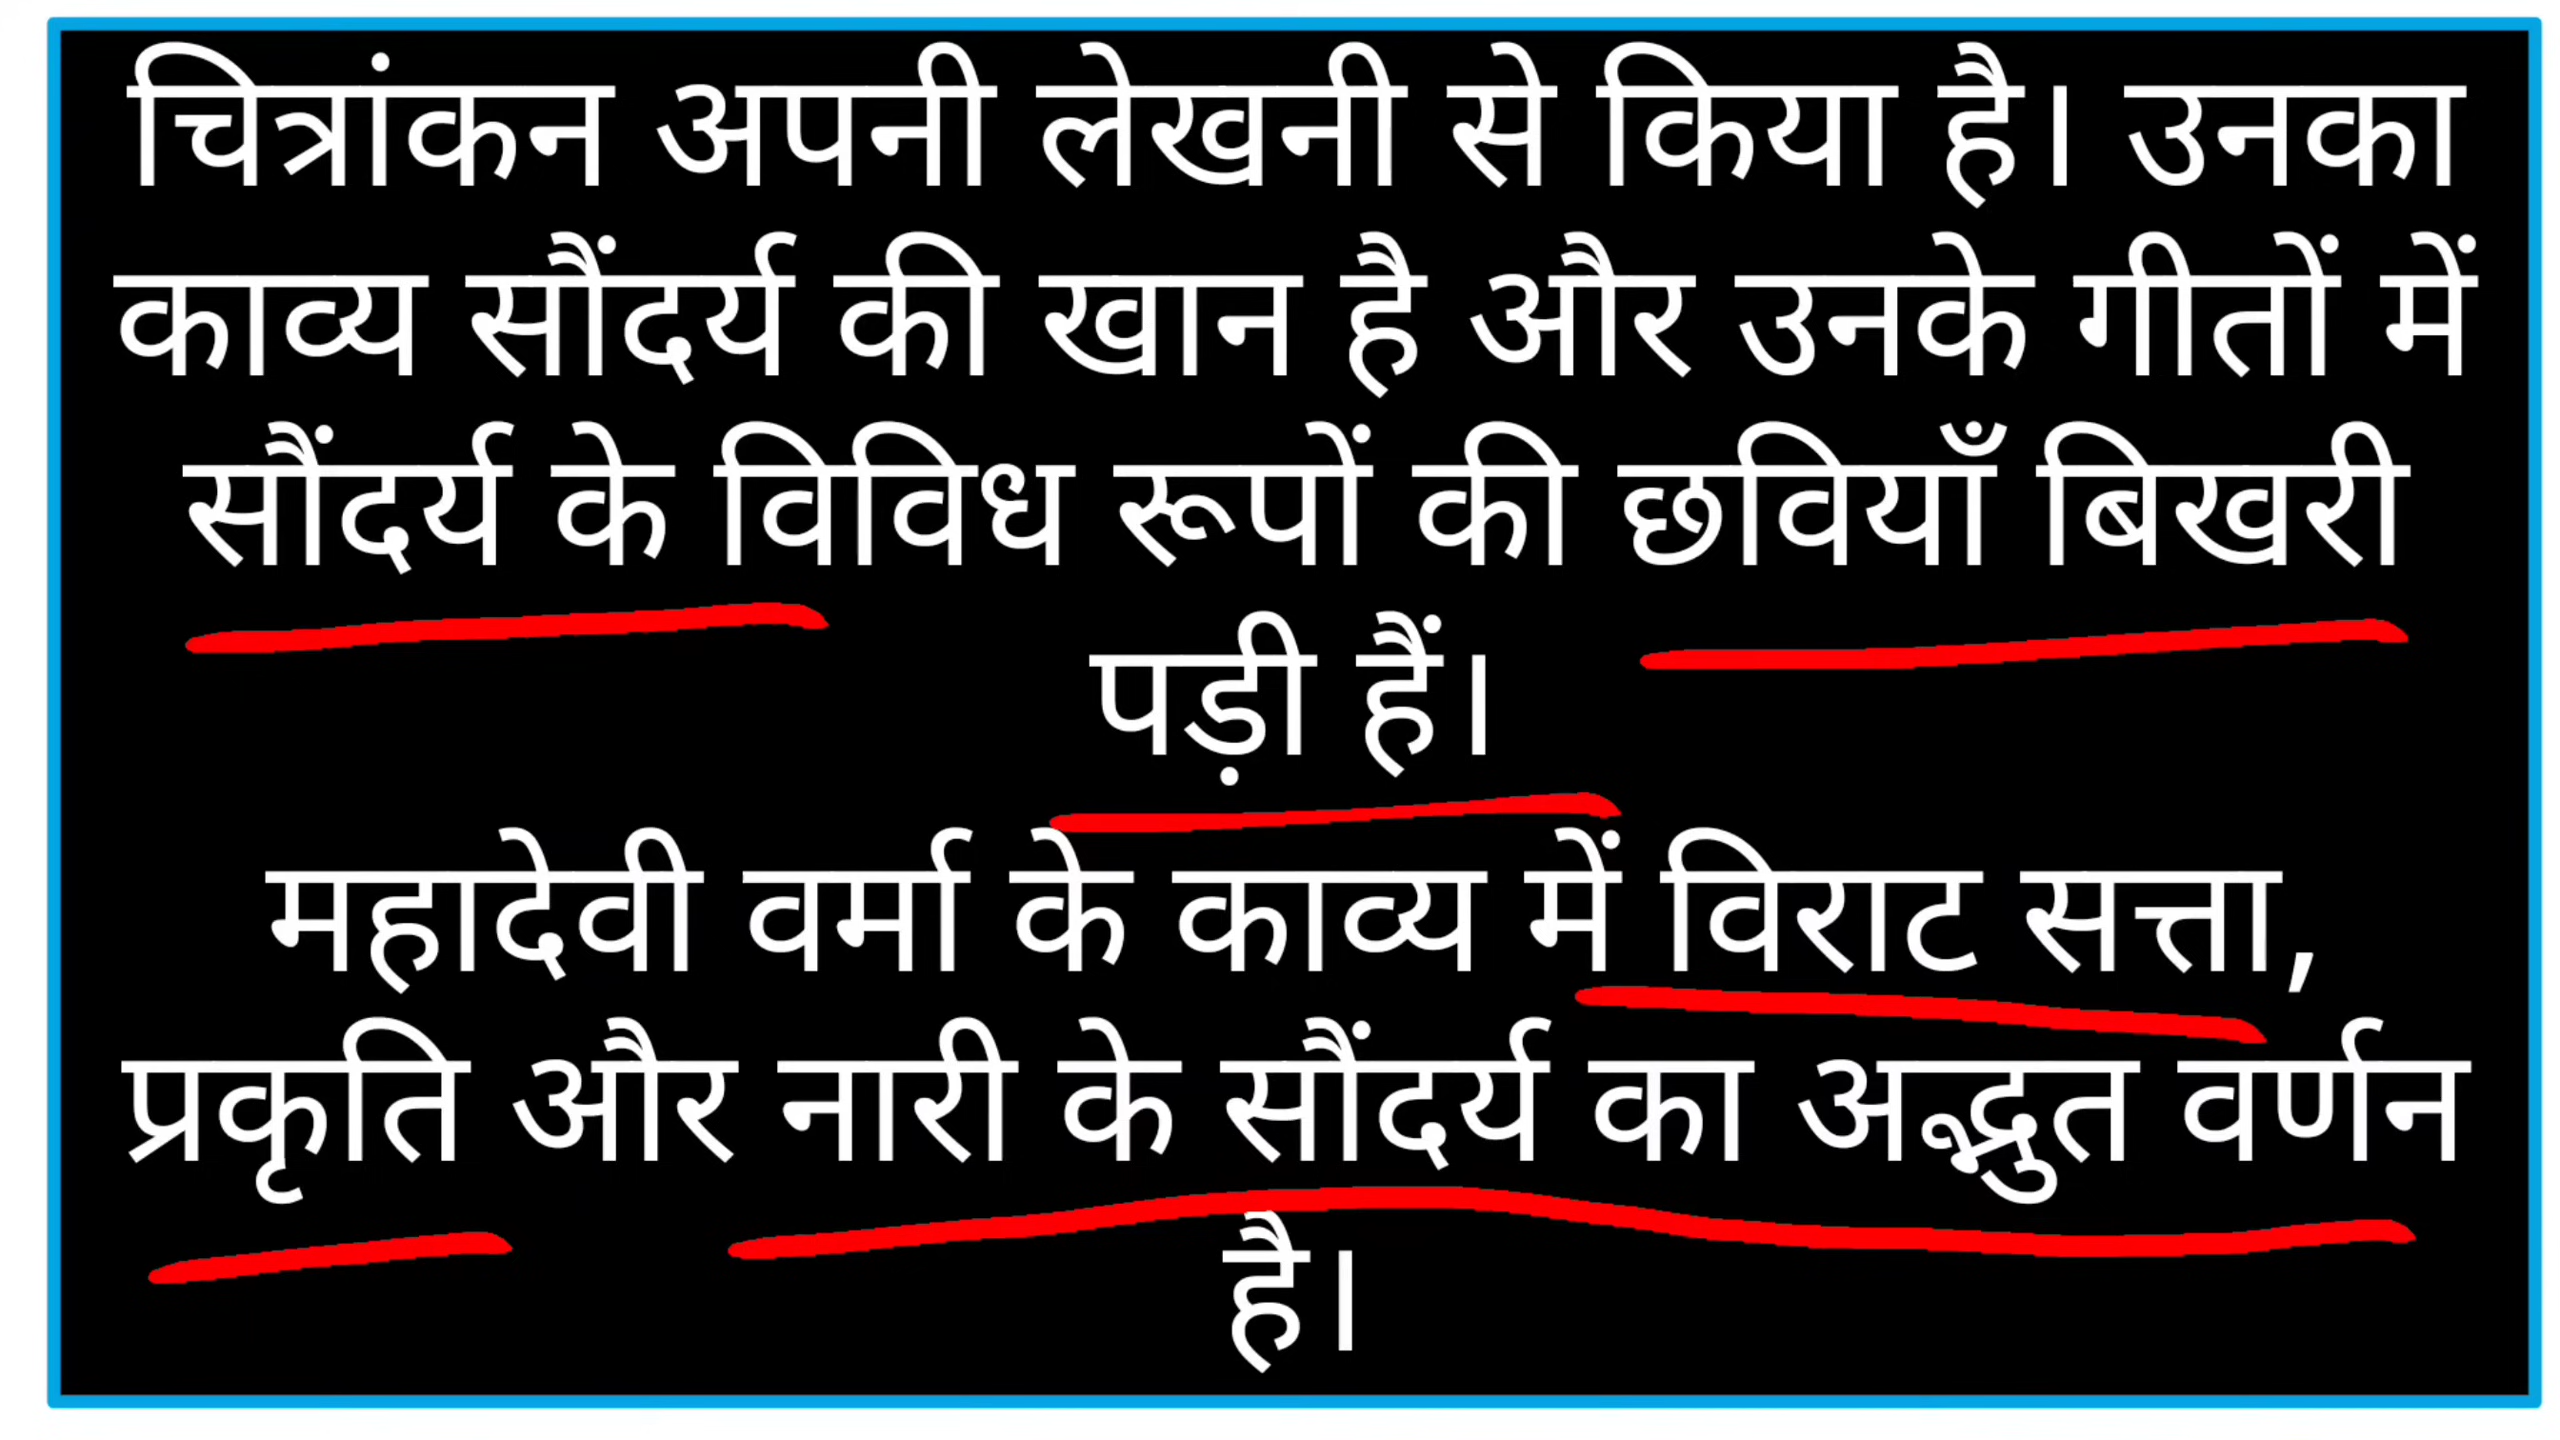 चित्रांकन अपनी लेखनी से किया है। उनका
काव्य सौंदर्य की खान है और उनके गीतों में
सौंदर्य के विविध रूपों की छवियाँ बिखरी
पड़ी हैं।
महादेवी वर्मा के काव्य में विराट सत्ता,
प्रकृति और नारी के सौंदर्य का अद्भुत वर्णन
है।